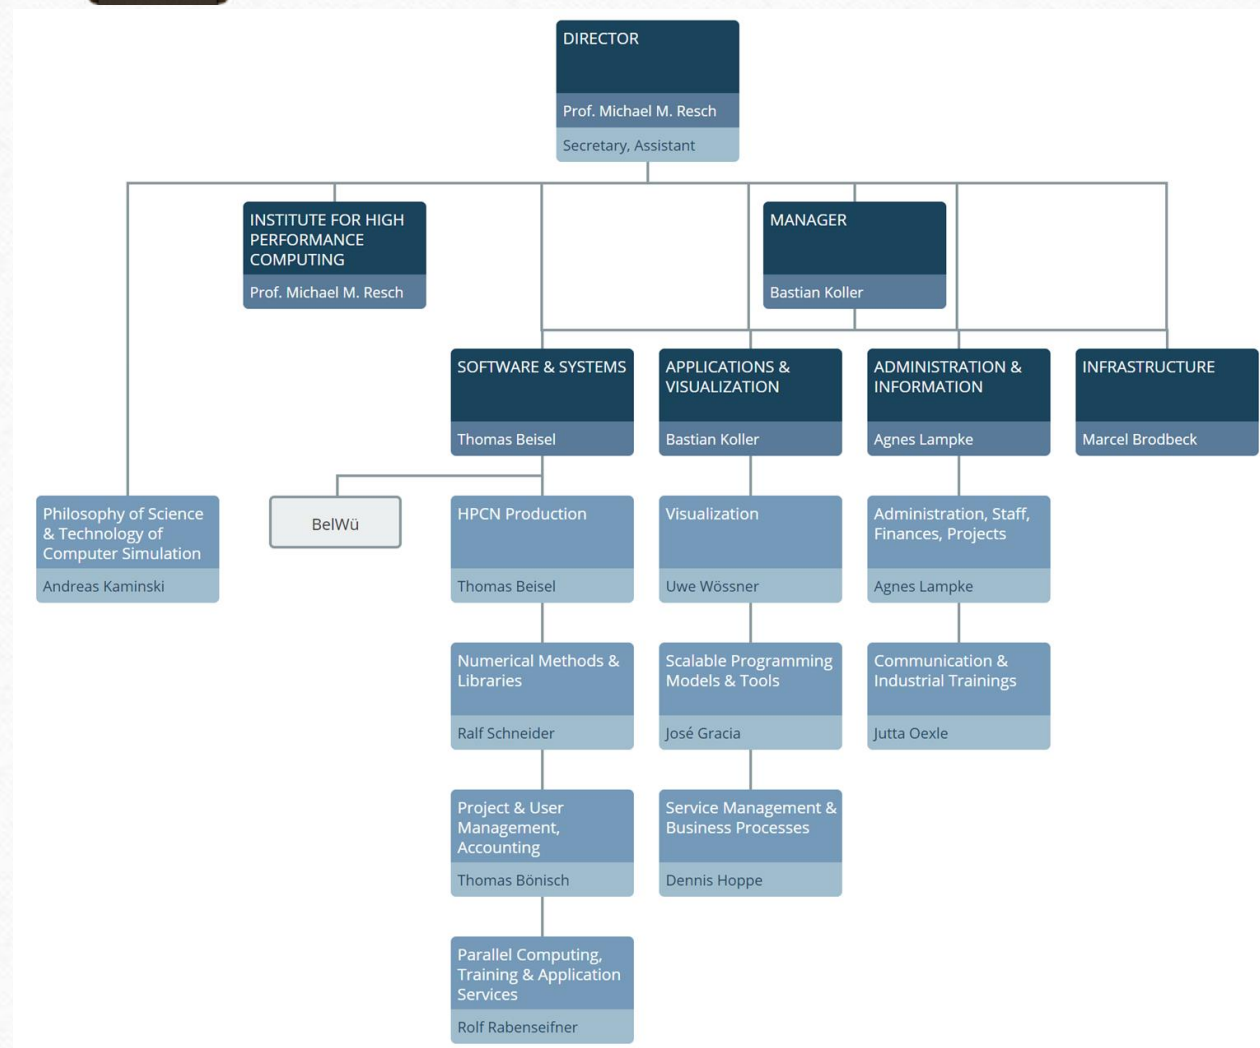 DIRECTOR
Prof. Michael M. Resch
Secretary, Assistant
INSTITUTE FOR HIGH
PERFORMANCE
COMPUTING
Prof. Michael M. Resch
MANAGER
Bastian Koller
SOFTWARE & SYSTEMS
Thomas Beisel
APPLICATIONS &
VISUALIZATION
Bastian Koller
ADMINISTRATION &
INFORMATION
Agnes Lampke
INFRASTRUCTURE
Marcel Brodbeck
Philosophy of Science
& Technology of
Computer Simulation
Andreas Kaminski
BelWü
HPCN Production
Thomas Beisel
Visualization
Uwe Wössner
Administration, Staff,
Finances, Projects
Agnes Lampke
Numerical Methods &
Libraries
Ralf Schneider
Scalable Programming
Models & Tools
José Gracia
Communication &
Industrial Trainings
Jutta Oexle
Project & User
Management,
Accounting
Thomas Bönisch
Service Management &
Business Processes
Dennis Hoppe
Parallel Computing,
Training & Application
Services
Rolf Rabenseifner